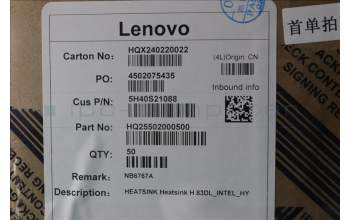 Lenovo
首单拍
Carton No: HQX240220022
(4L)Origin CN
PO: 4502075435
Inbound info
Cus P/N: 5H40S21088
Part No: HQ25502000500
QTY: 50
Remark: NB6767A
Description: HEATSINK Heatsink H 83DL_INTEL_HY